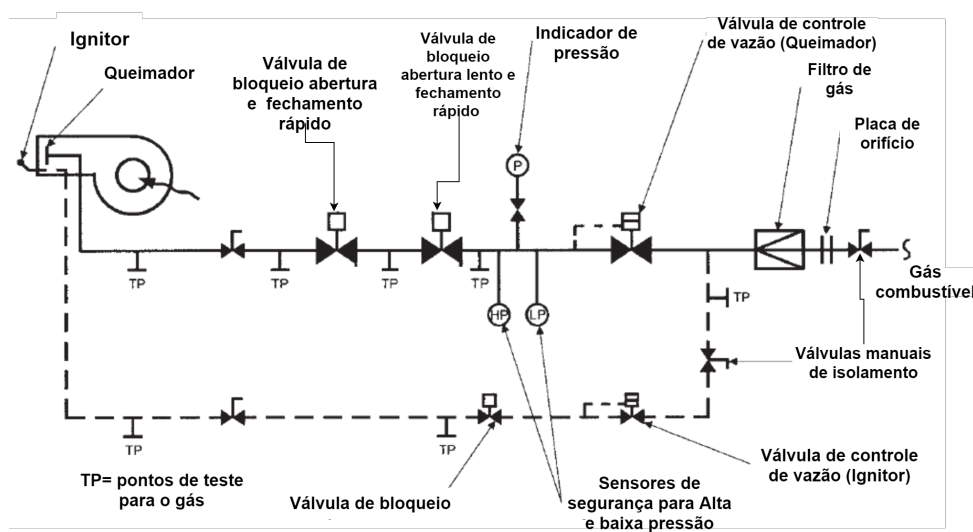 Ignitor
Queimador
Válvula de
bloqueio abertura
e fechamento
rápido
Válvula de
bloqueio
abertura lento e
fechamento
rápido
Indicador de
pressão
Válvula de controle
de vazão (Queimador)
Filtro de
gás
Placa de
orifício
P
TP
TP
TP
TP
HP
LP
TP
Gás
combustível
Válvulas manuais
de isolamento
TP
TP
TP= pontos de teste
para o gás
Válvula de bloqueio
Sensores de
segurança para Alta
e baixa pressão
Válvula de controle
de vazão (Ignitor)